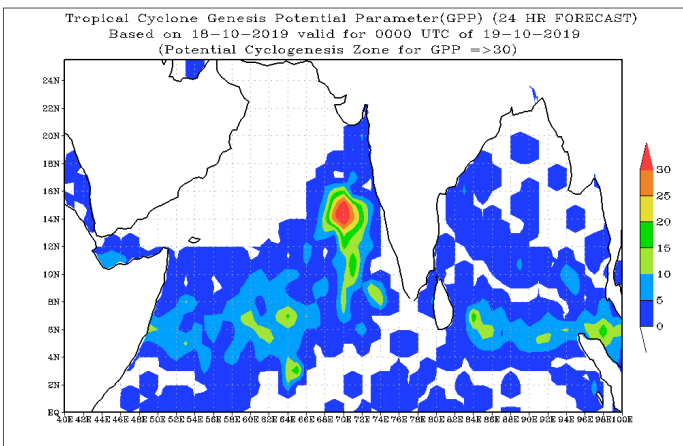 Tropical Cyclone Genesis Potential Parameter(GPP) (24 HR FORECAST)
Based on 18-10-2019 valid for 0000 UTC of 19-10-2019
(Potential Cyclogenesis Zone for GPP =>30)
24N
22N
20N
18N
16N
14N
12N
10N
8N
6N
4N
2N
EQ
40E 42E 44E 46E 48E 50E 52E 54E 56E 58E 60E 62E 64E 66E 68E 70E 72E 74E 76E 78E 80E 82E 84E 86E 88E 90E 92E 94E 96E 98E 100E
30
25
20
15
10
5
0